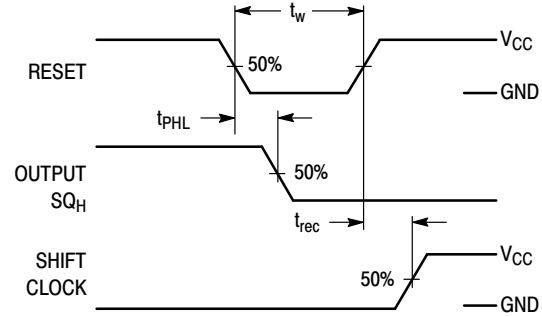 tw
VCC
RESET
50%
GND
tPHL
OUTPUT
SQH
50%
trec
SHIFT
CLOCK
50%
VCC
GND